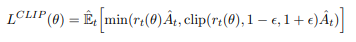 L^{CLIP}(θ) = Ê_t [ min(r_t(θ)Â_t, clip(r_t(θ), 1 − ϵ, 1 + ϵ)Â_t) ]